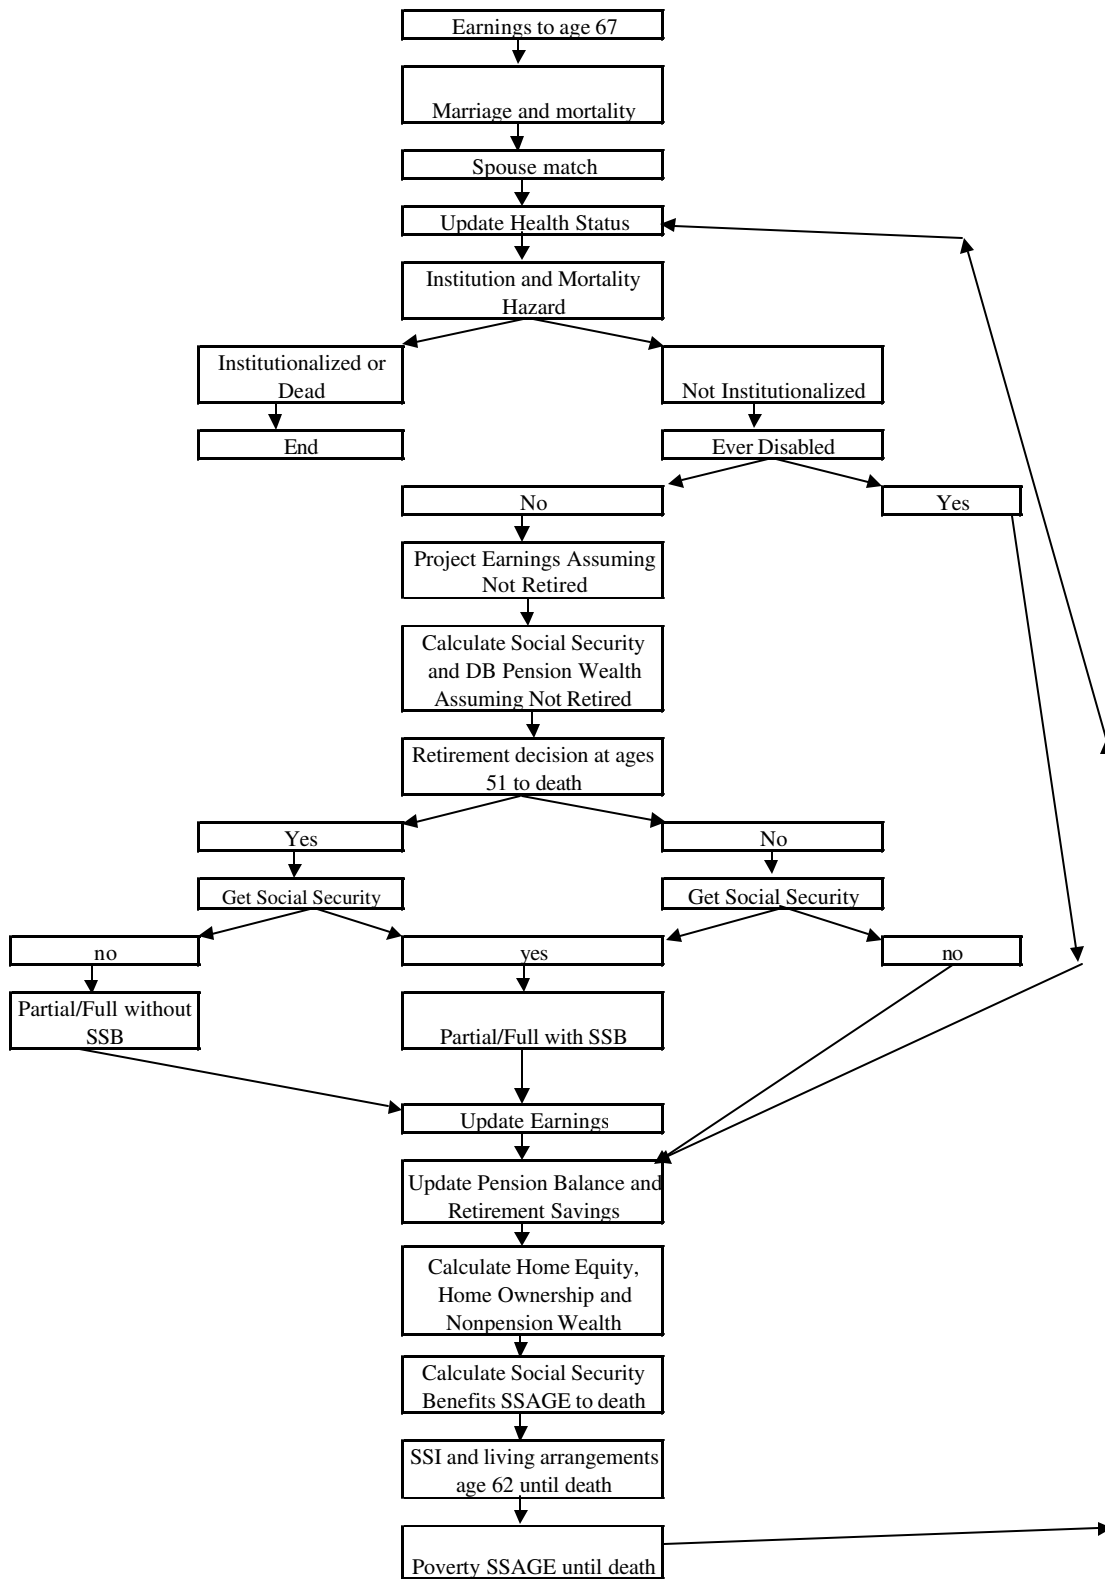 Earnings to age 67
Marriage and mortality
Spouse match
Update Health Status
Institution and Mortality
Hazard
Institutionalized or
Dead
Not Institutionalized
End
Ever Disabled
No
Yes
Project Earnings Assuming
Not Retired
Calculate Social Security
and DB Pension Wealth
Assuming Not Retired
Retirement decision at ages
51 to death
Yes
No
Get Social Security
Get Social Security
no
yes
no
Partial/Full without
SSB
Partial/Full with SSB
Update Earnings
Update Pension Balance and
Retirement Savings
Calculate Home Equity,
Home Ownership and
Nonpension Wealth
Calculate Social Security
Benefits SSAGE to death
SSI and living arrangements
age 62 until death
Poverty SSAGE until death